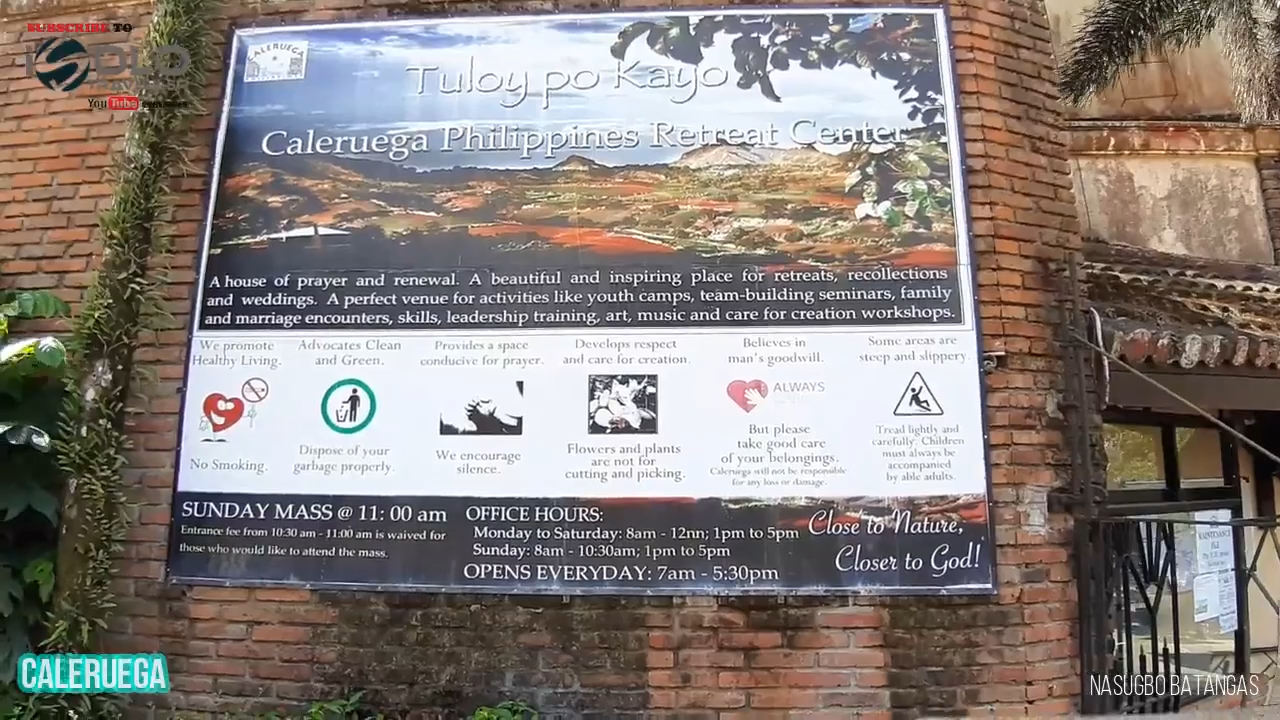 SUBSCRIBE TO
SOLO
YouTube
CALERUEGA
Tuloy po Kayo
Caleruega Philippines Retreat Center
A house of prayer and renewal. A beautiful and inspiring place for retreats, recollections
and weddings. A perfect venue for activities like youth camps, team-building seminars, family
and marriage encounters, skills, leadership training, art, music and care for creation workshops.
We promote
Healthy Living.
No Smoking.
Advocates Clean
and Green.
Dispose of your
garbage properly.
Provides a space
conducive for prayer.
We encourage
silence.
Develops respect
and care for creation.
Flowers and plants
are not for
cutting and picking.
Believes in
man's goodwill.
ALWAYS
But please
take good care
of your belongings.
Caleruega will not be responsible
for any loss or damage.
Some areas are
steep and slippery.
Tread lightly and
carefully. Children
must always be
accompanied
by able adults.
SUNDAY MASS @ 11: 00 am
Entrance fee from 10:30 am - 11:00 am is waived for
those who would like to attend the mass.
OFFICE HOURS:
Monday to Saturday: 8am - 12nn; 1pm to 5pm
Sunday: 8am - 10:30am; 1pm to 5pm
OPENS EVERYDAY: 7am - 5:30pm
Close to Nature,
Closer to God!
CALERUEGA
NASUGBO BATANGAS